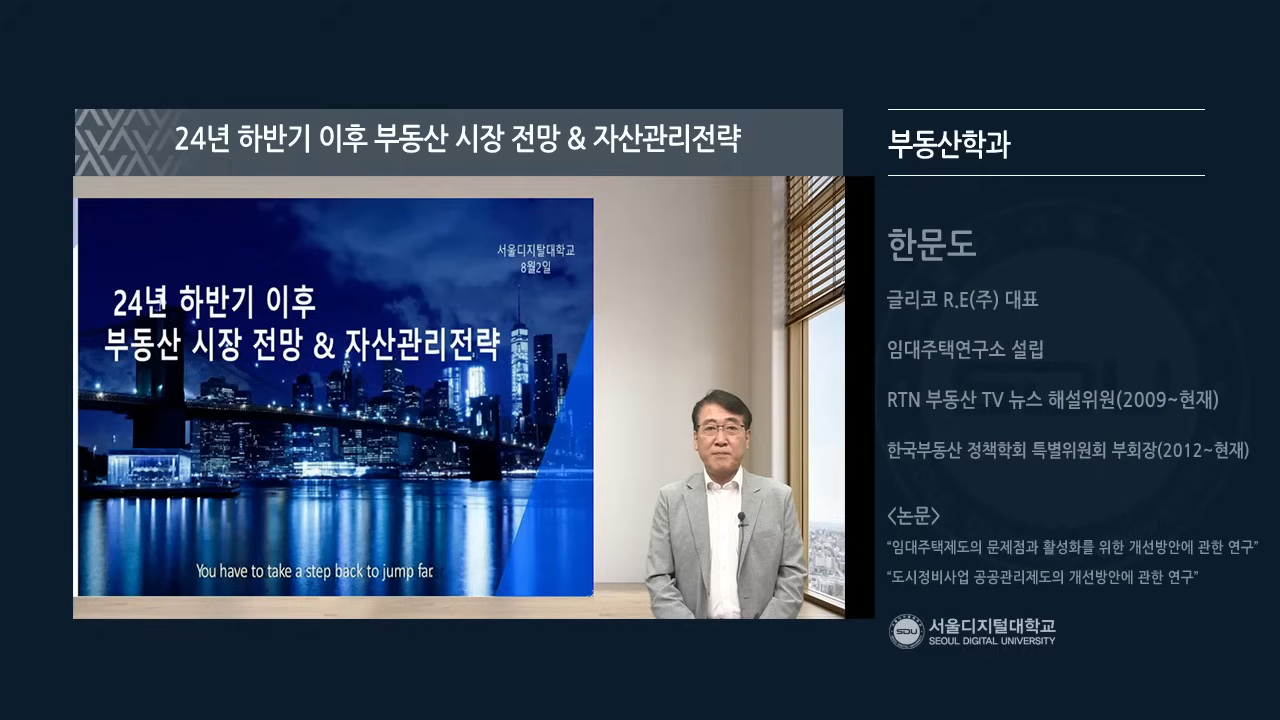 24년 하반기 이후 부동산 시장 전망 & 자산관리전략
서울디지털대학교
8월2일
24년 하반기 이후
부동산 시장 전망 & 자산관리전략
You have to take a step back to jump far.
부동산학과
한문도
글리코 R.E(주) 대표
임대주택연구소 설립
RTN 부동산 TV 뉴스 해설위원(2009~현재)
한국부동산 정책학회 특별위원회 부회장(2012~현재)
<논문>
“임대주택제도의 문제점과 활성화를 위한 개선방안에 관한 연구”
“도시정비사업 공공관리제도의 개선방안에 관한 연구”
SDU 서울디지털대학교
SEOUL DIGITAL UNIVERSITY